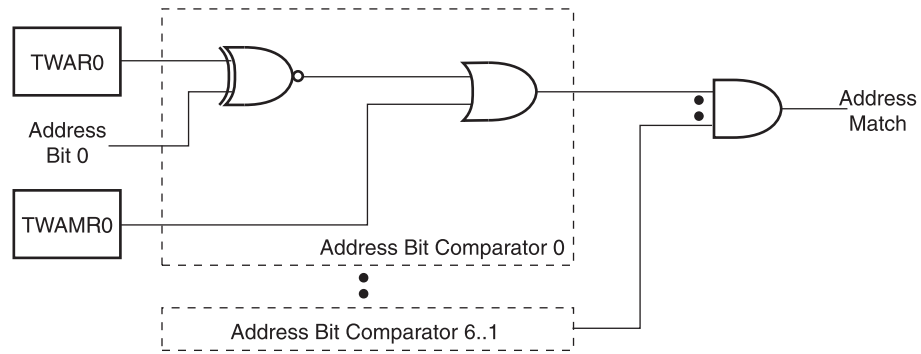 TWAR0
Address
Bit 0
TWAMR0
Address Bit Comparator 0
Address
Match
Address Bit Comparator 6..1